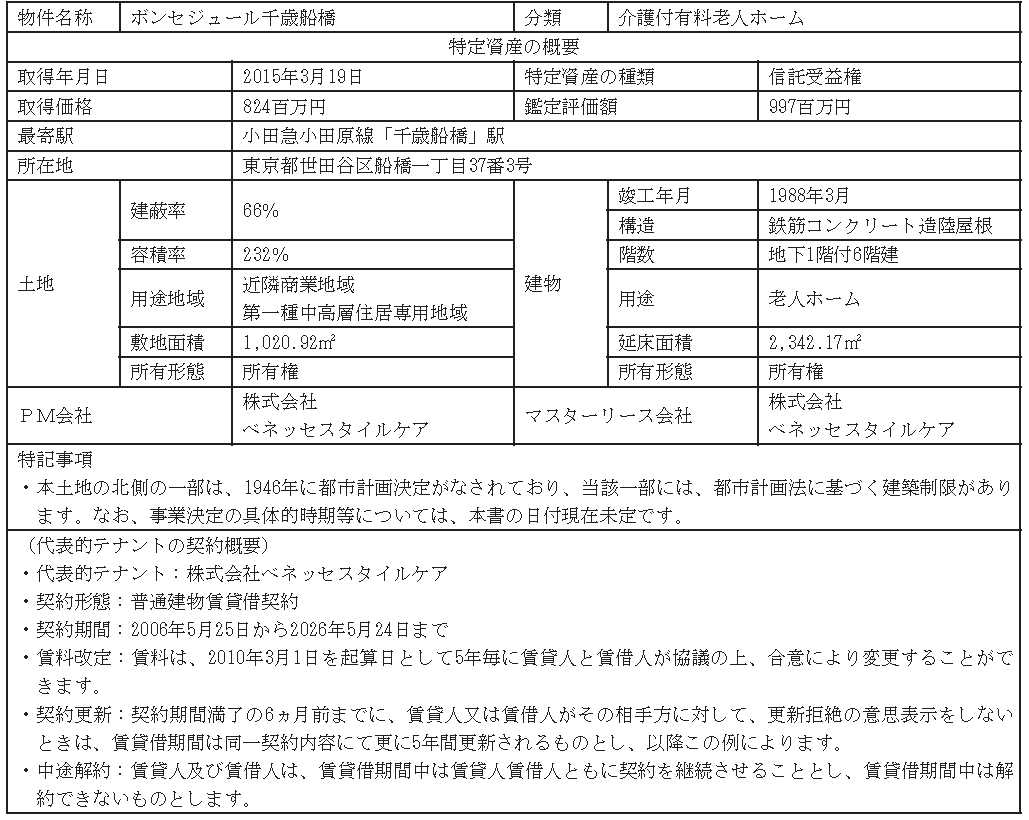 物件名称 ボンセジュール千歳船橋 分類 介護付有料老人ホーム
特定資産の概要
取得年月日 2015年3月19日 特定資産の種類 信託受益権
取得価格 824百万円 鑑定評価額 997百万円
最寄駅 小田急小田原線「千歳船橋」駅
所在地 東京都世田谷区船橋一丁目37番3号
土地
建蔽率 66%
容積率 232%
用途地域 近隣商業地域
第一種中高層住居専用地域
敷地面積 1,020.92㎡
所有形態 所有権
建物
竣工年月 1988年3月
構造 鉄筋コンクリート造陸屋根
階数 地下1階付6階建
用途 老人ホーム
延床面積 2,342.17㎡
所有形態 所有権
ＰＭ会社 株式会社
ベネッセスタイルケア
マスターリース会社 株式会社
ベネッセスタイルケア
特記事項
・本土地の北側の一部は、1946年に都市計画決定がなされており、当該一部には、都市計画法に基づく建築制限があり
ます。なお、事業決定の具体的時期等については、本書の日付現在未定です。
（代表的テナントの契約概要）
・代表的テナント：株式会社ベネッセスタイルケア
・契約形態：普通建物賃貸借契約
・契約期間：2006年5月25日から2026年5月24日まで
・賃料改定：賃料は、2010年3月1日を起算日として5年毎に賃貸人と賃借人が協議の上、合意により変更することがで
きます。
・契約更新：契約期間満了の6ヵ月前までに、賃貸人又は賃借人がその相手方に対して、更新拒絶の意思表示をしない
ときは、賃貸借期間は同一契約内容にて更に5年間更新されるものとし、以降この例によります。
・中途解約：賃貸人及び賃借人は、賃貸借期間中は賃貸人賃借人ともに契約を継続させることとし、賃貸借期間中は解
約できないものとします。